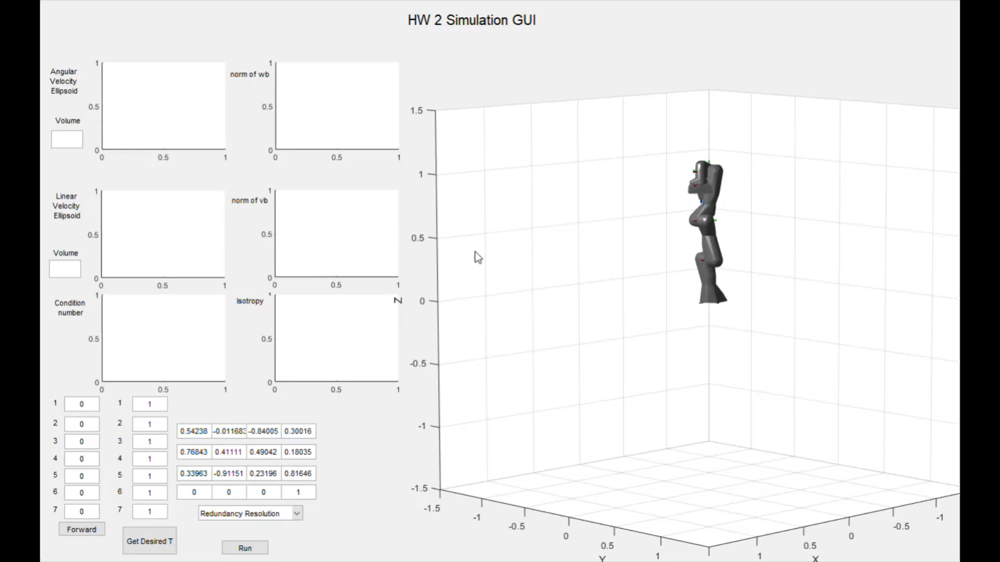 HW 2 Simulation GUI
Angular
Velocity
Ellipsoid
Volume
1
0.5
0
0 0.5 1
norm of wb
1
0.5
0
0 0.5 1
Linear
Velocity
Ellipsoid
Volume
1
0.5
0
0 0.5 1
norm of vb
1
0.5
0
0 0.5 1
Condition
number
1
0.5
0
0 0.5 1
Isotropy
1
0.5
0
0 0.5 1
1 0 1 1
2 0 2 1
3 0 3 1
4 0 4 1
5 0 5 1
6 0 6 1
7 0 7 1
Forward
Get Desired T
0.54238 -0.011683 -0.84005 0.30016
0.76843 0.41111 0.49042 0.18035
0.33963 -0.91151 0.23196 0.81646
0 0 0 1
Redundancy Resolution
Run
Z
1.5
1
0.5
0
-0.5
-1
-1.5
-1.5 -1 -0.5 0 0.5 1
Y
1 0.5 0 -0.5 -1
X